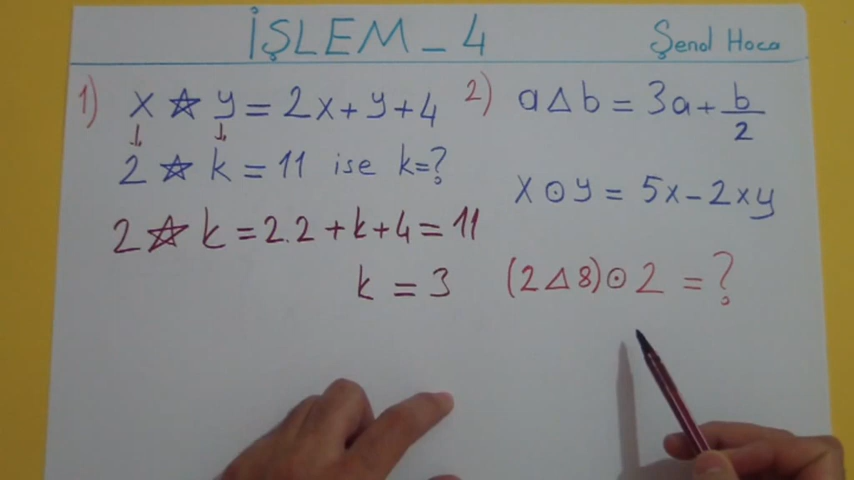 İŞLEM - 4
Şenol Hoca
1) x ☆ y = 2x + y + 4
↓ ↓
2 ☆ k = 11 ise k=?
2 ☆ k = 2.2 + k + 4 = 11
k = 3
2) a △ b = 3a + b/2
x ⊙ y = 5x - 2xy
(2 △ 8) ⊙ 2 = ?